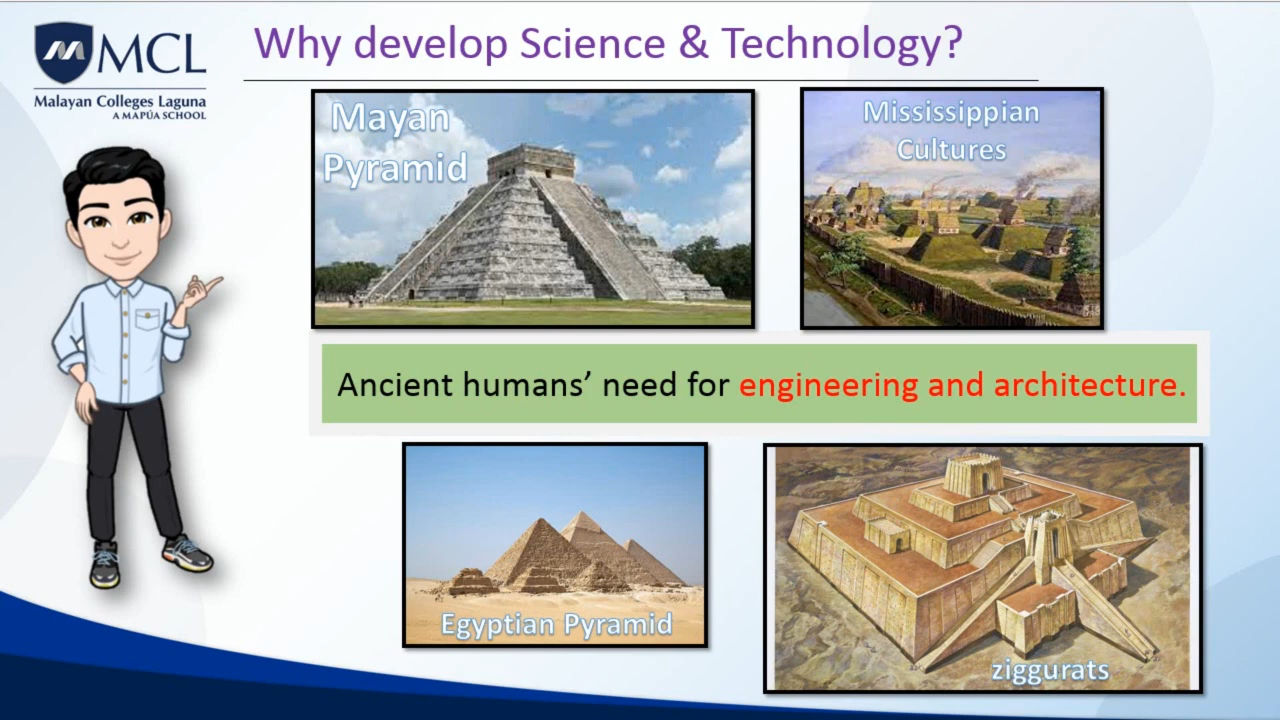 MCL
Malayan Colleges Laguna
A MAPÚA SCHOOL
Why develop Science & Technology?
Mayan
Pyramid
Mississippian
Cultures
Ancient humans’ need for engineering and architecture.
Egyptian Pyramid
ziggurats